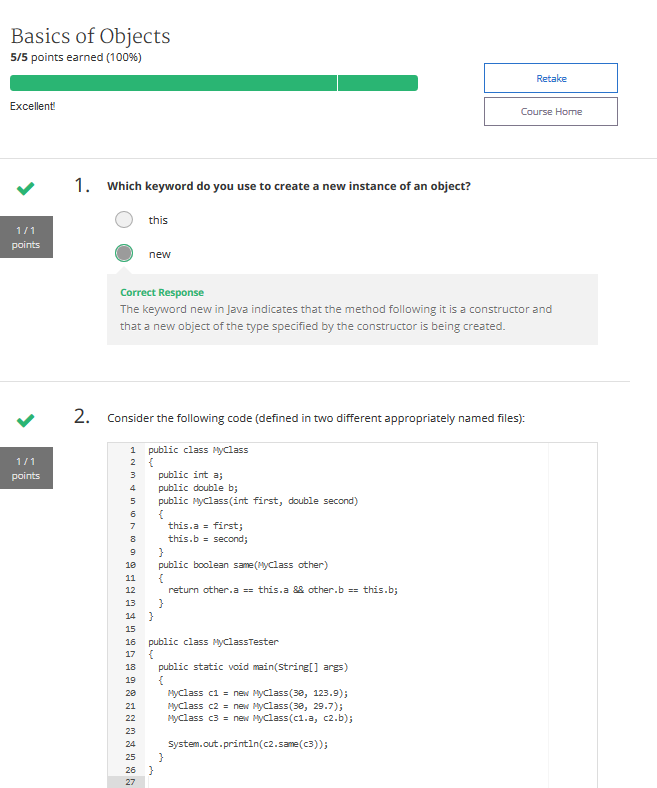 Basics of Objects
5/5 points earned (100%)
Excellent!
Retake
Course Home
1 / 1
points
1. Which keyword do you use to create a new instance of an object?
this
new
Correct Response
The keyword new in Java indicates that the method following it is a constructor and
that a new object of the type specified by the constructor is being created.
1 / 1
points
2. Consider the following code (defined in two different appropriately named files):
1 public class MyClass
2 {
3 public int a;
4 public double b;
5 public MyClass(int first, double second)
6 {
7 this.a = first;
8 this.b = second;
9 }
10 public boolean same(MyClass other)
11 {
12 return other.a == this.a && other.b == this.b;
13 }
14 }
15
16 public class MyClassTester
17 {
18 public static void main(String[] args)
19 {
20 MyClass c1 = new MyClass(30, 123.9);
21 MyClass c2 = new MyClass(30, 29.7);
22 MyClass c3 = new MyClass(c1.a, c2.b);
23
24 System.out.println(c2.same(c3));
25 }
26 }
27